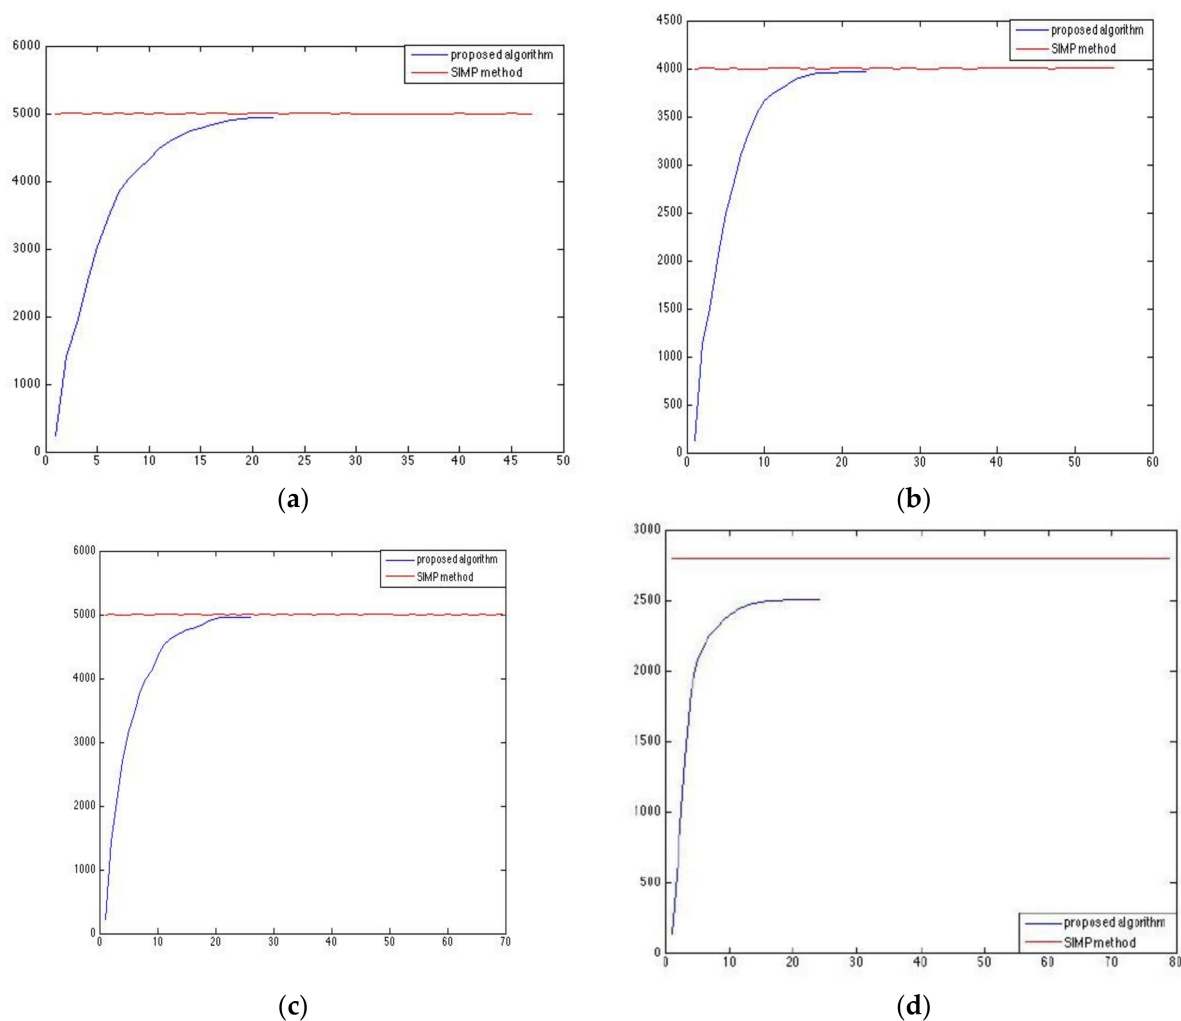 6000
5000
4000
3000
2000
1000
0
0 5 10 15 20 25 30 35 40 45 50
proposed algorithm
SIMP method
(a)
4500
4000
3500
3000
2500
2000
1500
1000
500
0
0 10 20 30 40 50 60
proposed algorithm
SIMP method
(b)
6000
5000
4000
3000
2000
1000
0
0 10 20 30 40 50 60 70
proposed algorithm
SIMP method
(c)
3000
2500
2000
1500
1000
500
0
0 10 20 30 40 50 60 70 80
proposed algorithm
SIMP method
(d)